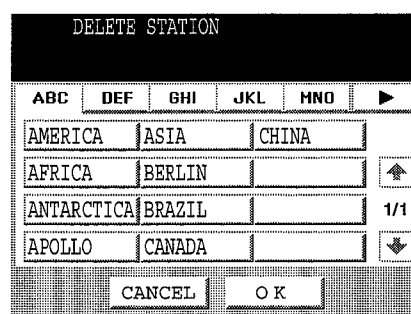 DELETE STATION
ABC DEF GHI JKL MNO
AMERICA ASIA CHINA
AFRICA BERLIN
ANTARCTICA BRAZIL 1/1
APOLLO CANADA
CANCEL OK